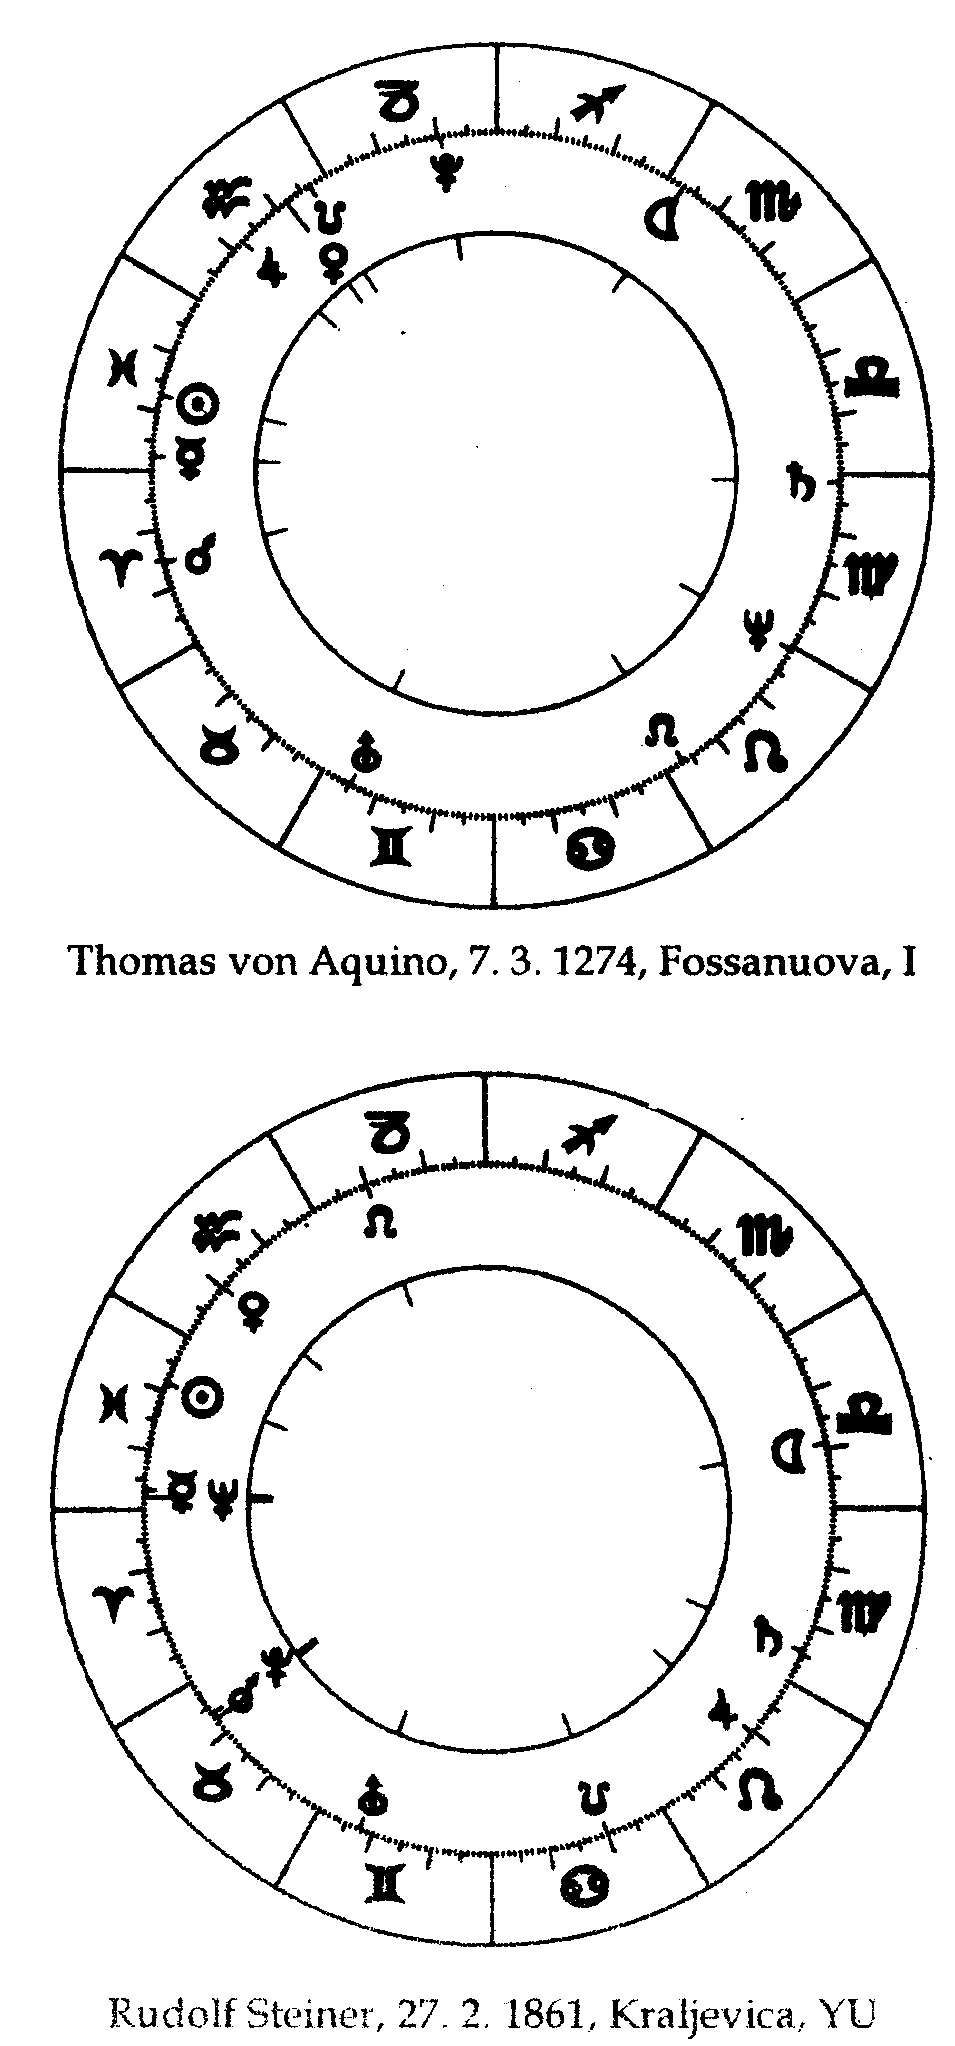 Thomas von Aquino, 7. 3. 1274, Fossanuova, I
Rudolf Steiner, 27. 2. 1861, Kraljevica, YU